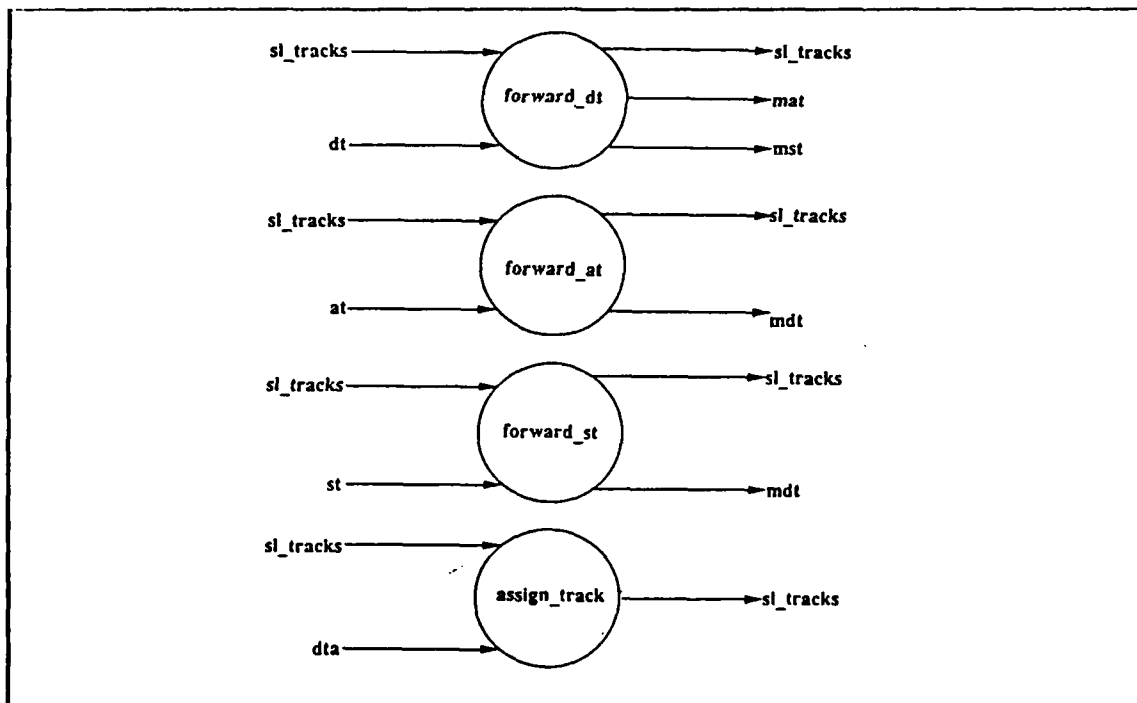 sl_tracks sl_tracks
forward_dt mat
dt mst
sl_tracks sl_tracks
forward_at
at mdt
sl_tracks sl_tracks
forward_st
st mdt
sl_tracks
assign_track sl_tracks
dta